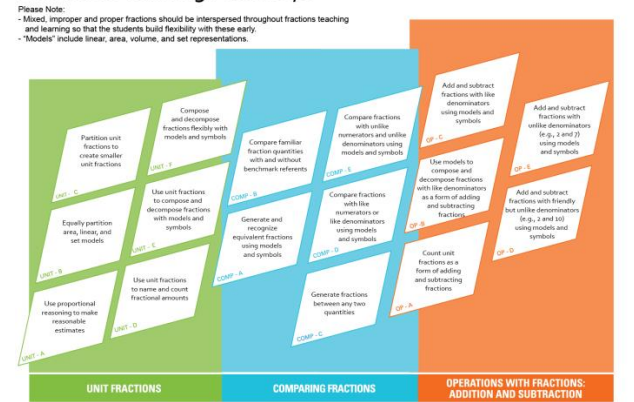 Please Note:
- Mixed, improper and proper fractions should be interspersed throughout fractions teaching
and learning so that the students build flexibility with these early.
- "Models" include linear, area, volume, and set representations.
Partition unit
fractions to
create smaller
unit fractions
UNIT - C
Equally partition
area, linear, and
set models
UNIT - B
Use proportional
reasoning to make
reasonable
estimates
UNIT - A
Compose
and decompose
fractions flexibly with
models and symbols
UNIT - F
Use unit fractions
to compose and
decompose fractions
with models and
symbols
UNIT - E
Use unit fractions
to name and count
fractional amounts
UNIT - D
Compare familiar
fraction quantities
with and without
benchmark referents
COMP - B
Generate and
recognize
equivalent fractions
using models
and symbols
COMP - A
Compare fractions
with unlike
numerators and unlike
denominators using
models and symbols
COMP - E
Compare fractions
with like
numerators or
like denominators
using models
and symbols
COMP - D
Generate fractions
between any two
quantities
COMP - C
Add and subtract
fractions with like
denominators
using models and
symbols
OP - C
Use models to
compose and
decompose fractions
with like denominators
as a form of adding
and subtracting
fractions
OP-B
Count unit
fractions as a
form of adding
and subtracting
fractions
OP - A
Add and subtract
fractions with
unlike denominators
(e.g., 2 and 7)
using models
and symbols
OP - E
Add and subtract
fractions with friendly
but unlike denominators
(e.g., 2 and 10)
using models and
symbols
OP - D
UNIT FRACTIONS
COMPARING FRACTIONS
OPERATIONS WITH FRACTIONS:
ADDITION AND SUBTRACTION